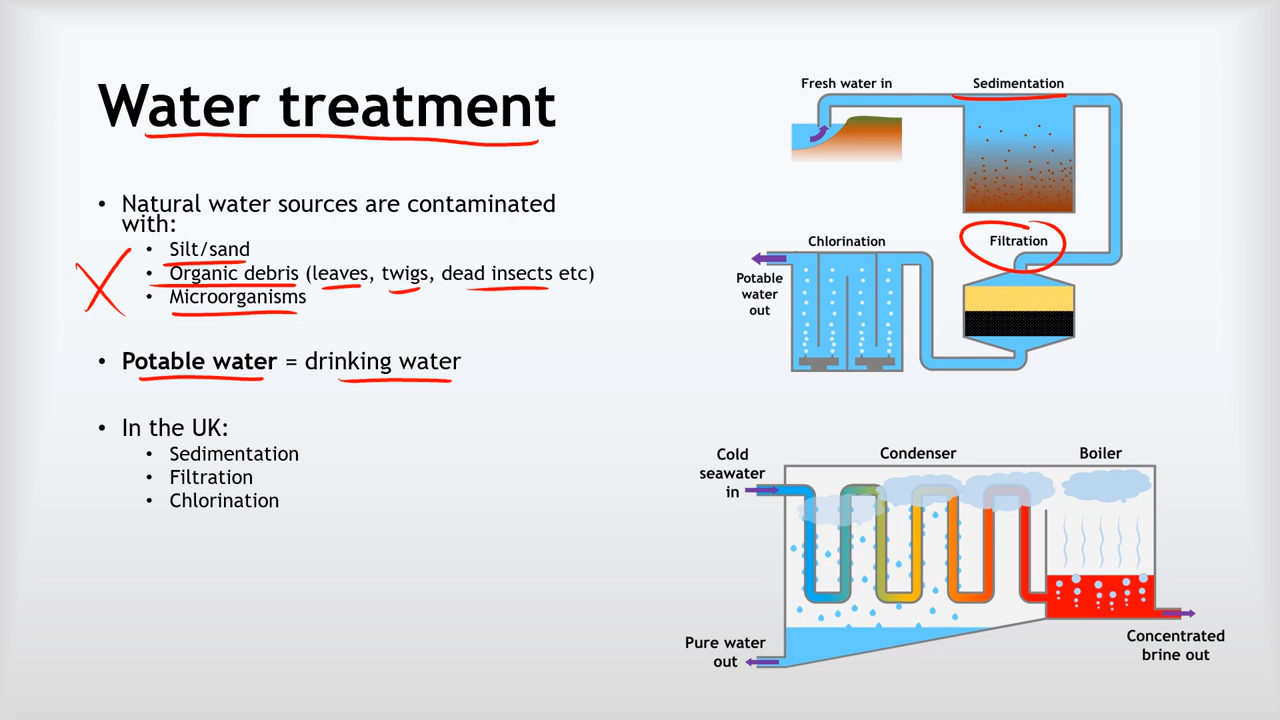 Water treatment
• Natural water sources are contaminated
with:
• Silt/sand
• Organic debris (leaves, twigs, dead insects etc)
• Microorganisms
• Potable water = drinking water
• In the UK:
• Sedimentation
• Filtration
• Chlorination
Fresh water in
Sedimentation
Filtration
Chlorination
Potable
water
out
Cold
seawater
in
Condenser
Boiler
Pure water
out
Concentrated
brine out